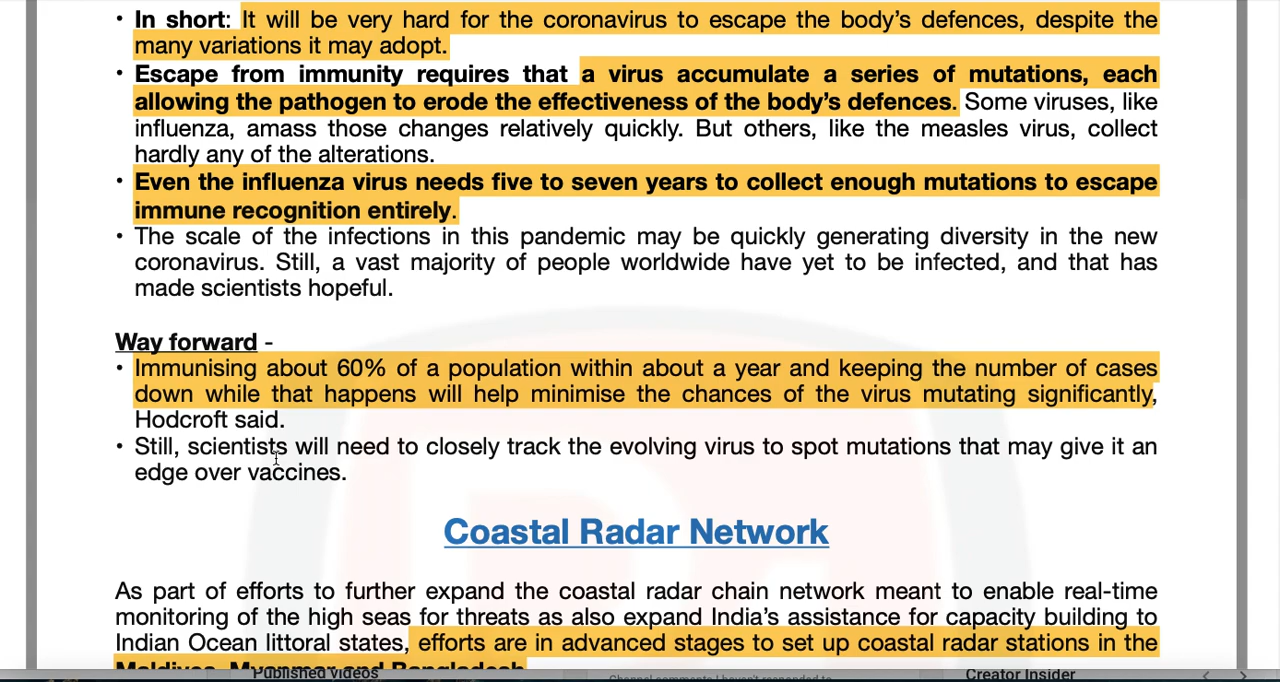 • In short: It will be very hard for the coronavirus to escape the body's defences, despite the
many variations it may adopt.
• Escape from immunity requires that a virus accumulate a series of mutations, each
allowing the pathogen to erode the effectiveness of the body's defences. Some viruses, like
influenza, amass those changes relatively quickly. But others, like the measles virus, collect
hardly any of the alterations.
• Even the influenza virus needs five to seven years to collect enough mutations to escape
immune recognition entirely.
• The scale of the infections in this pandemic may be quickly generating diversity in the new
coronavirus. Still, a vast majority of people worldwide have yet to be infected, and that has
made scientists hopeful.
Way forward -
• Immunising about 60% of a population within about a year and keeping the number of cases
down while that happens will help minimise the chances of the virus mutating significantly,
Hodcroft said.
• Still, scientists will need to closely track the evolving virus to spot mutations that may give it an
edge over vaccines.
Coastal Radar Network
As part of efforts to further expand the coastal radar chain network meant to enable real-time
monitoring of the high seas for threats as also expand India's assistance for capacity building to
Indian Ocean littoral states, efforts are in advanced stages to set up coastal radar stations in the
Maldives, Myanmar and Bangladesh
Published videos
Channel comments I haven't responded to
Creator Insider